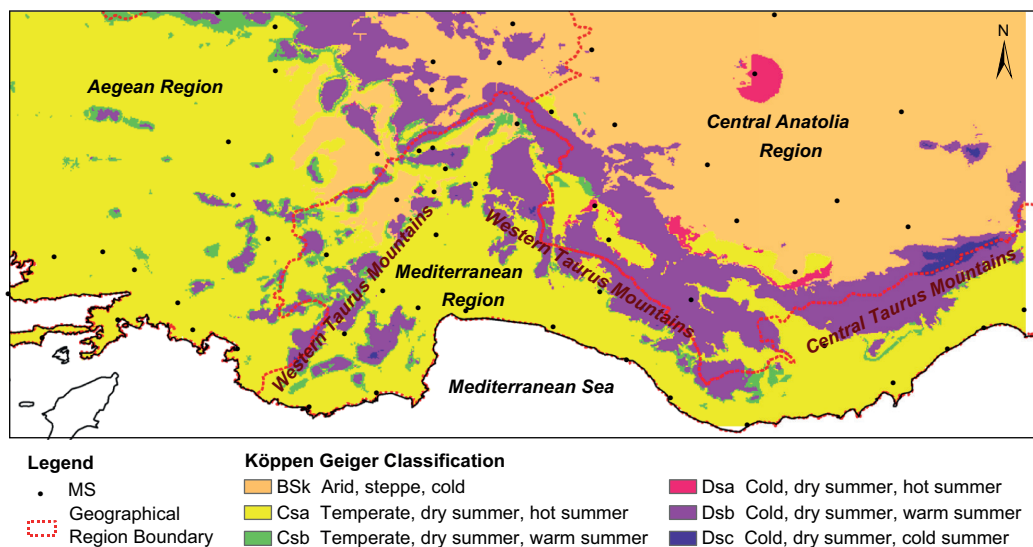 N
Aegean Region
Central Anatolia
Region
Western Taurus Mountains
Western Taurus Mountains
Mediterranean
Region
Central Taurus Mountains
Mediterranean Sea
Legend
MS
Geographical
Region Boundary
Köppen Geiger Classification
BSk Arid, steppe, cold
Csa Temperate, dry summer, hot summer
Csb Temperate, dry summer, warm summer
Dsa Cold, dry summer, hot summer
Dsb Cold, dry summer, warm summer
Dsc Cold, dry summer, cold summer